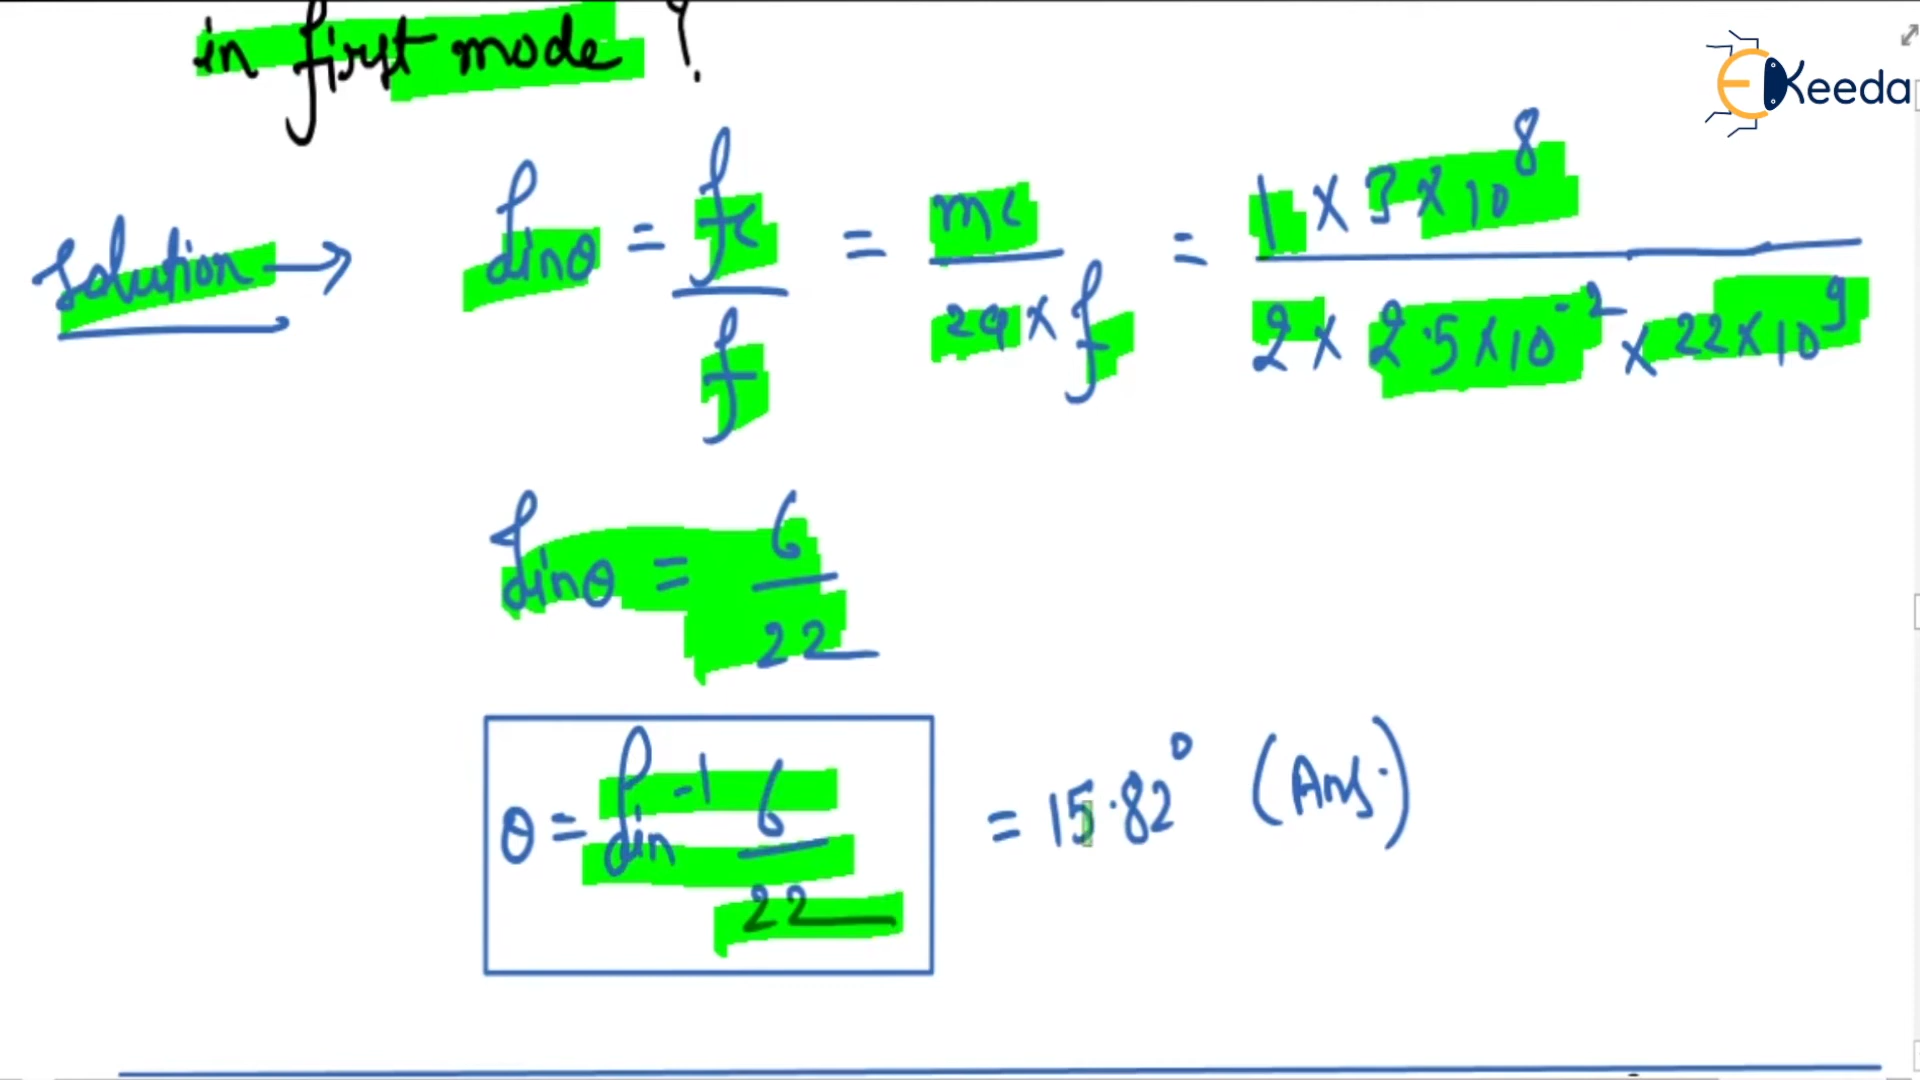 in first mode ?
EKeeda
Solution → sinθ = fc / f = mc / 2a × f = 1 × 3 × 10^8 / 2 × 2.5 × 10^-2 × 22 × 10^9
sinθ = 6 / 22
θ = sin^-1 6 / 22 = 15.82° (Ans.)